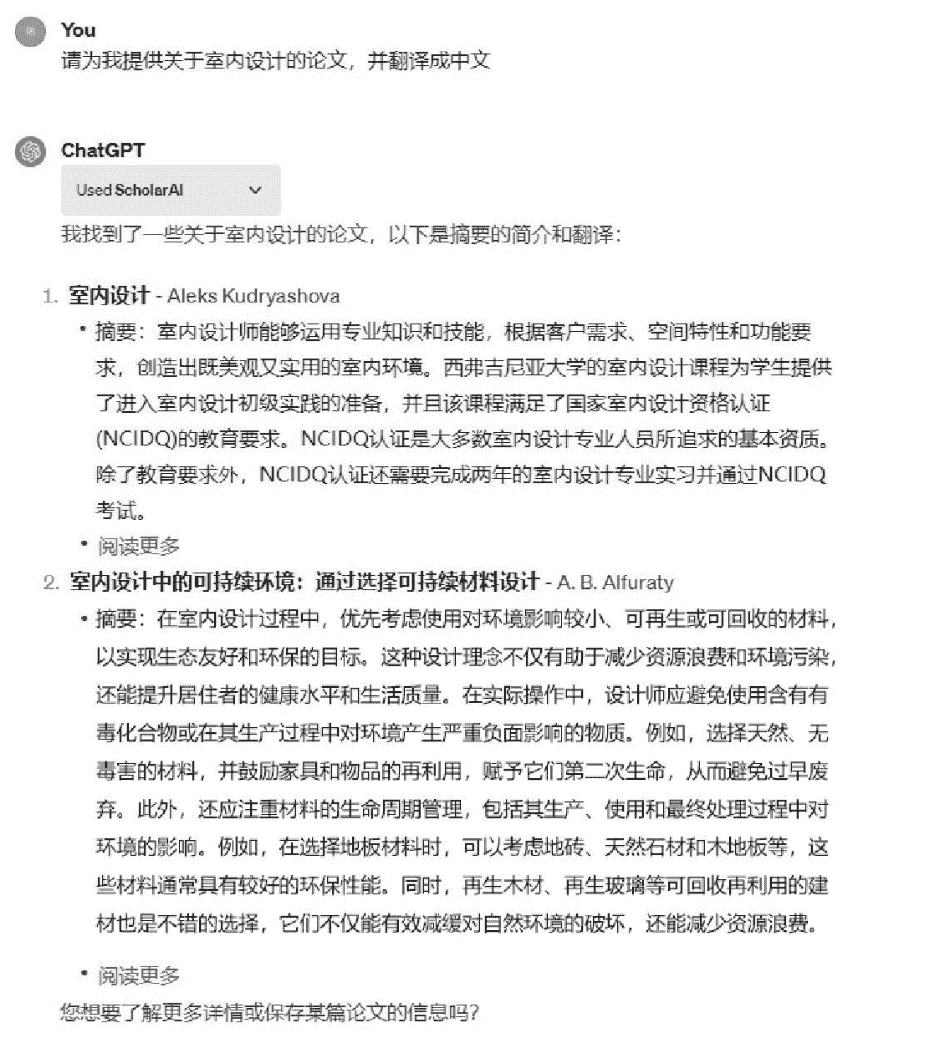 You
请为我提供关于室内设计的论文，并翻译成中文
ChatGPT
Used ScholarAI
我找到了一些关于室内设计的论文，以下是摘要的简介和翻译：
1. 室内设计 - Aleks Kudryashova
• 摘要：室内设计师能够运用专业知识和技能，根据客户需求、空间特性和功能要
求，创造出既美观又实用的室内环境。西弗吉尼亚大学的室内设计课程为学生提供
了进入室内设计初级实践的准备，并且该课程满足了国家室内设计资格认证
(NCIDQ)的教育要求。NCIDQ认证是大多数室内设计专业人员所追求的基本资质。
除了教育要求外，NCIDQ认证还需要完成两年的室内设计专业实习并通过NCIDQ
考试。
• 阅读更多
2. 室内设计中的可持续环境：通过选择可持续材料设计 - A. B. Alfuraty
• 摘要：在室内设计过程中，优先考虑使用对环境影响较小、可再生或可回收的材料，
以实现生态友好和环保的目标。这种设计理念不仅有助于减少资源浪费和环境污染，
还能提升居住者的健康水平和生活质量。在实际操作中，设计师应避免使用含有有
毒化合物或在其生产过程中对环境产生严重负面影响的物质。例如，选择天然、无
毒害的材料，并鼓励家具和物品的再利用，赋予它们第二次生命，从而避免过早废
弃。此外，还应注重材料的生命周期管理，包括其生产、使用和最终处理过程中对
环境的影响。例如，在选择地板材料时，可以考虑地砖、天然石材和木地板等，这
些材料通常具有较好的环保性能。同时，再生木材、再生玻璃等可回收再利用的建
材也是不错的选择，它们不仅能有效减缓对自然环境的破坏，还能减少资源浪费。
• 阅读更多
您想要了解更多详情或保存某篇论文的信息吗？